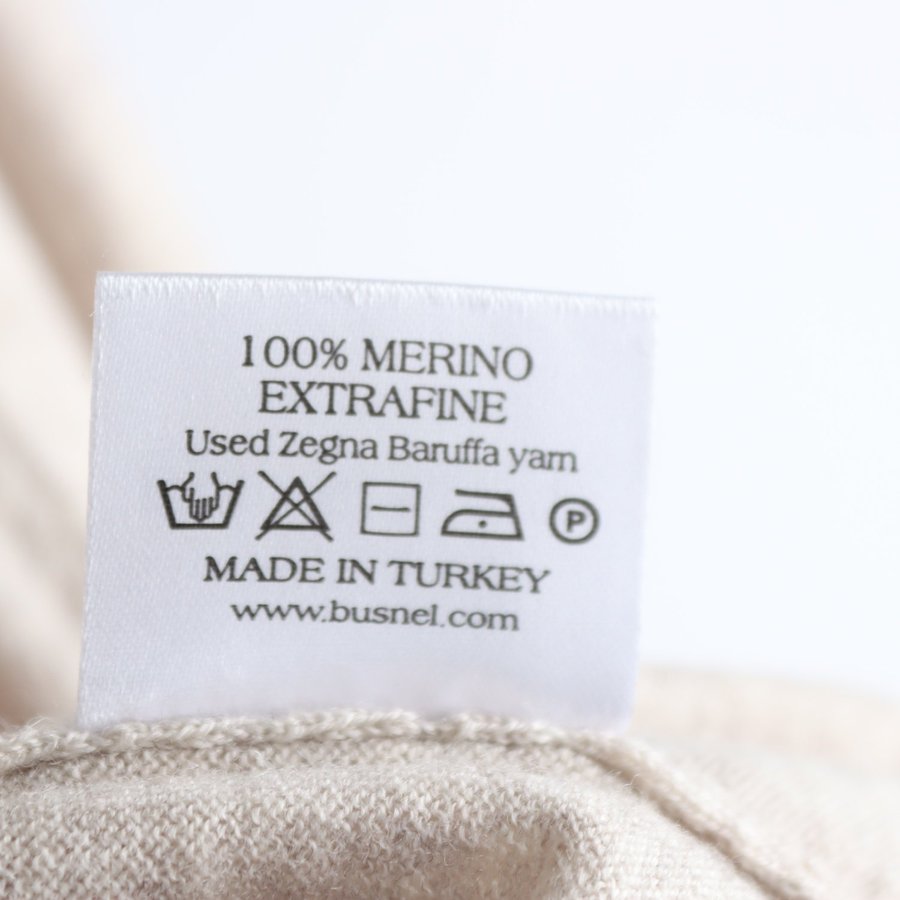 100% MERINO
EXTRAFINE
Used Zegna Baruffa yarn
P
MADE IN TURKEY
www.busnel.com